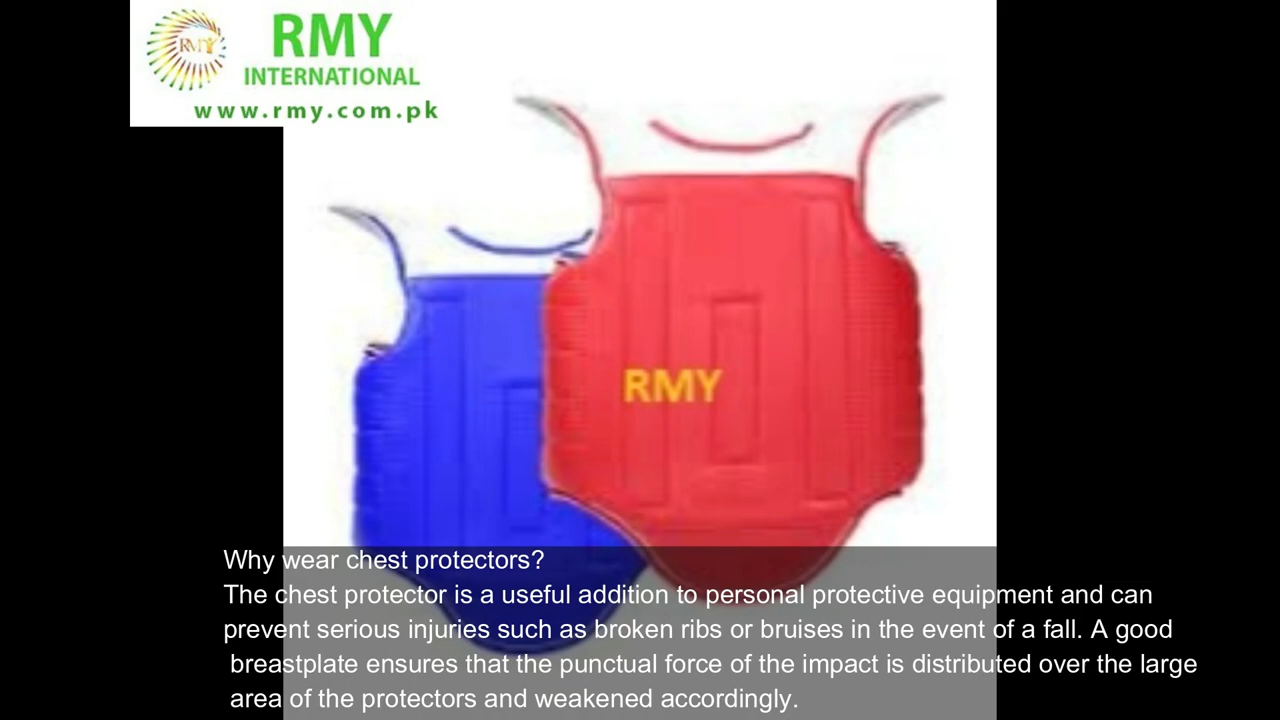 RMY
RMY
INTERNATIONAL
www.rmy.com.pk
RMY
Why wear chest protectors?
The chest protector is a useful addition to personal protective equipment and can
prevent serious injuries such as broken ribs or bruises in the event of a fall. A good
breastplate ensures that the punctual force of the impact is distributed over the large
area of the protectors and weakened accordingly.